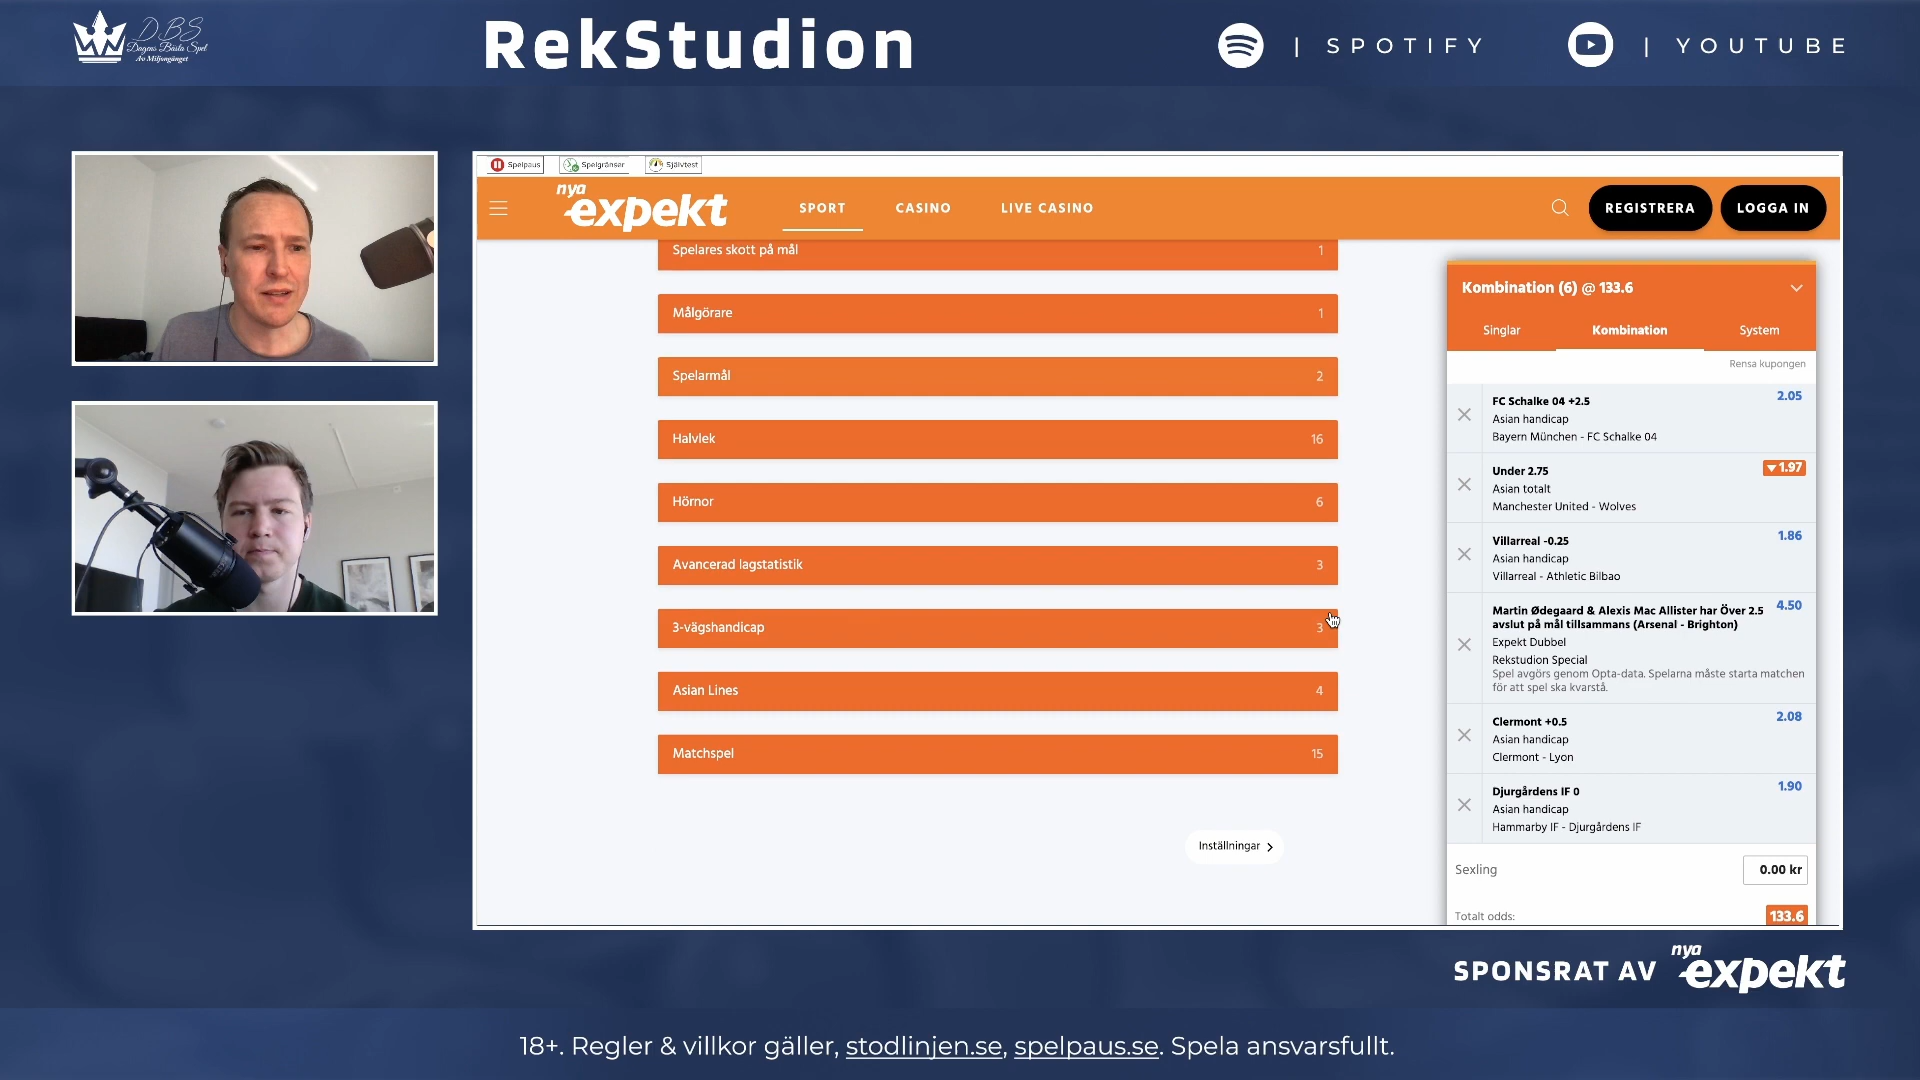 DBS
Dagens Bästa Spel
Av Miljongänget
RekStudion
| SPOTIFY
| YOUTUBE
Spelpaus
Spelgränser
Självtest
nya
expekt
SPORT
CASINO
LIVE CASINO
REGISTRERA
LOGGA IN
Spelares skott på mål 1
Målgörare 1
Spelarmål 2
Halvlek 16
Hörnor 6
Avancerad lagstatistik 3
3-vägshandicap 3
Asian Lines 4
Matchspel 15
Inställningar
Kombination (6) @ 133.6
Singlar
Kombination
System
Rensa kupongen
FC Schalke 04 +2.5 2.05
Asian handicap
Bayern München - FC Schalke 04
Under 2.75 1.97
Asian totalt
Manchester United - Wolves
Villarreal -0.25 1.86
Asian handicap
Villarreal - Athletic Bilbao
Martin Ødegaard & Alexis Mac Allister har Över 2.5 4.50
avslut på mål tillsammans (Arsenal - Brighton)
Expekt Dubbel
Rekstudion Special
Spel avgörs genom Opta-data. Spelarna måste starta matchen
för att spel ska kvarstå.
Clermont +0.5 2.08
Asian handicap
Clermont - Lyon
Djurgårdens IF 0 1.90
Asian handicap
Hammarby IF - Djurgårdens IF
Sexling 0.00 kr
Totalt odds: 133.6
SPONSRAT AV nya expekt
18+. Regler & villkor gäller, stodlinjen.se, spelpaus.se. Spela ansvarsfullt.